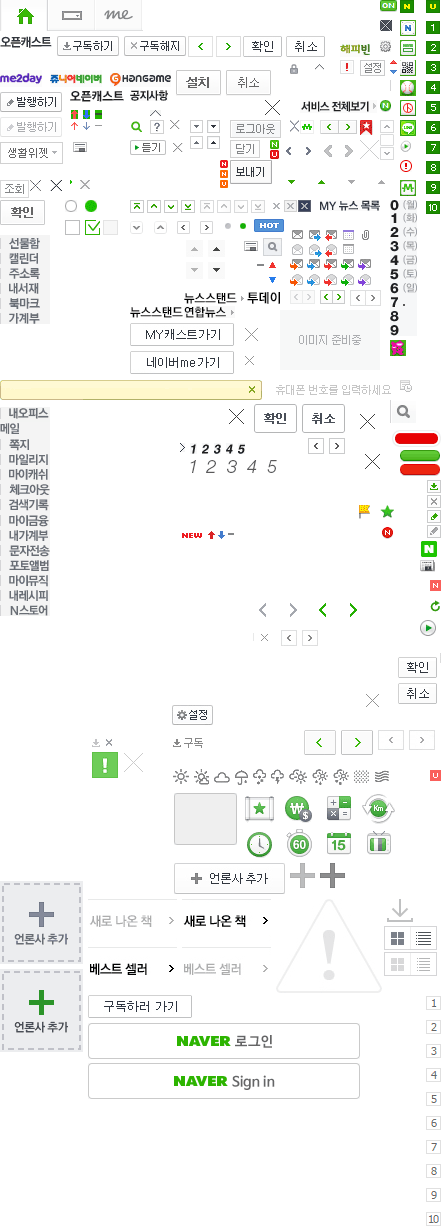 me
ON N U
오픈캐스트 구독하기 구독해지 확인 취소 해피빈
me2day 쥬니어네이버 HANGAME 설치 취소 설정
발행하기 오픈캐스트 공지사항 서비스 전체보기 N
발행하기 ? 로그아웃
생활위젯 듣기 닫기
N
N
U
보내기
조회
확인
MY 뉴스 목록
HOT
선물함
캘린더
주소록
내서재
북마크
가계부
뉴스스탠드 투데이
뉴스스탠드 연합뉴스
MY캐스트가기
네이버me가기
이미지 준비중
0 (월)
1 (화)
2 (수)
3 (목)
4 (금)
5 (토)
6 (일)
7 .
8
9
1
2
3
4
5
6
7
8
9
10
휴대폰 번호를 입력하세요
내오피스
메일
쪽지
마일리지
마이캐쉬
체크아웃
검색기록
마이금융
내가계부
문자전송
포토앨범
마이뮤직
내레시피
N스토어
확인 취소
1 2 3 4 5
1 2 3 4 5
NEW
N
N
N
확인
취소
설정
구독
U
60 15 Km
언론사 추가
언론사 추가
새로 나온 책 새로 나온 책
베스트 셀러 베스트 셀러
언론사 추가
구독하러 가기
NAVER 로그인
NAVER Sign in
1
2
3
4
5
6
7
8
9
10